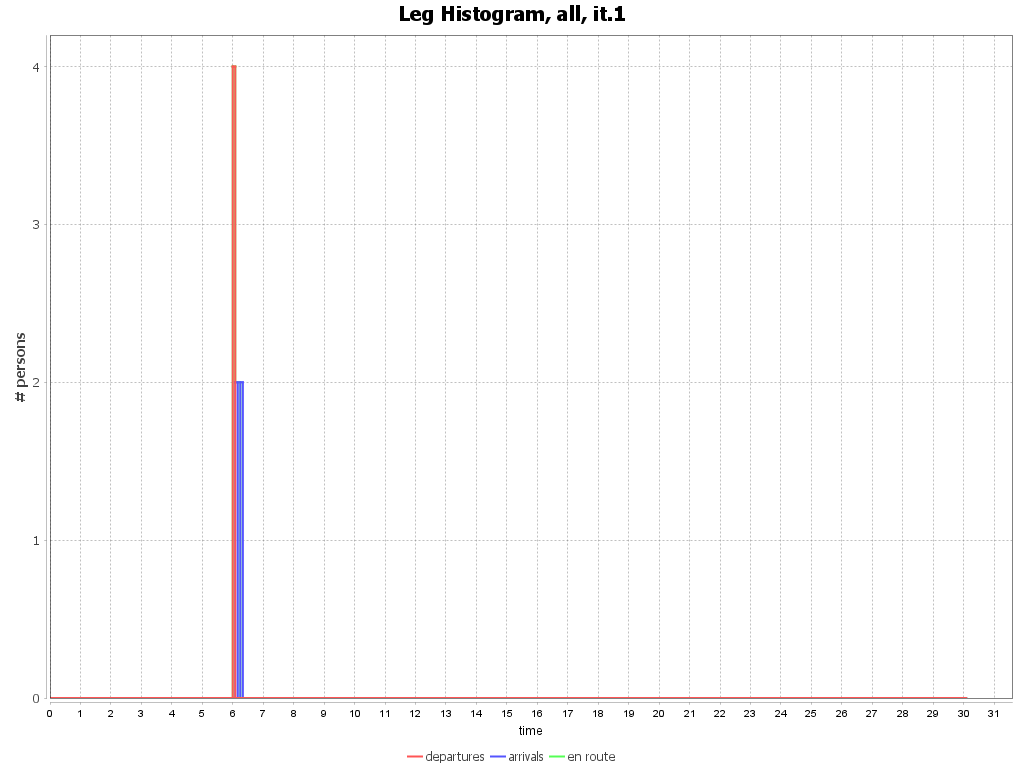 Leg Histogram, all, it.1
4
3
2
1
0
# persons
0 1 2 3 4 5 6 7 8 9 10 11 12 13 14 15 16 17 18 19 20 21 22 23 24 25 26 27 28 29 30 31
time
departures arrivals en route